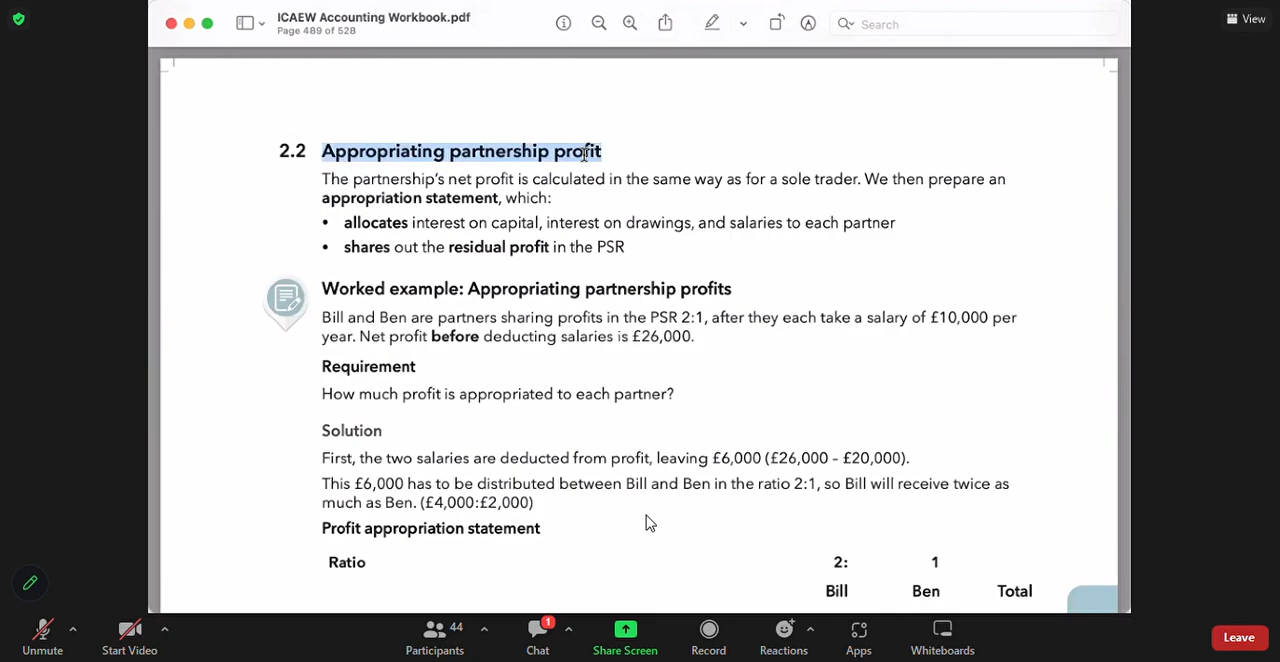 ICAEW Accounting Workbook.pdf
Page 489 of 528
Search
View
2.2 Appropriating partnership profit
The partnership's net profit is calculated in the same way as for a sole trader. We then prepare an
appropriation statement, which:
• allocates interest on capital, interest on drawings, and salaries to each partner
• shares out the residual profit in the PSR
Worked example: Appropriating partnership profits
Bill and Ben are partners sharing profits in the PSR 2:1, after they each take a salary of £10,000 per
year. Net profit before deducting salaries is £26,000.
Requirement
How much profit is appropriated to each partner?
Solution
First, the two salaries are deducted from profit, leaving £6,000 (£26,000 – £20,000).
This £6,000 has to be distributed between Bill and Ben in the ratio 2:1, so Bill will receive twice as
much as Ben. (£4,000:£2,000)
Profit appropriation statement
Ratio 2: 1
Bill Ben Total
44 1
Unmute Start Video Participants Chat Share Screen Record Reactions Apps Whiteboards Leave